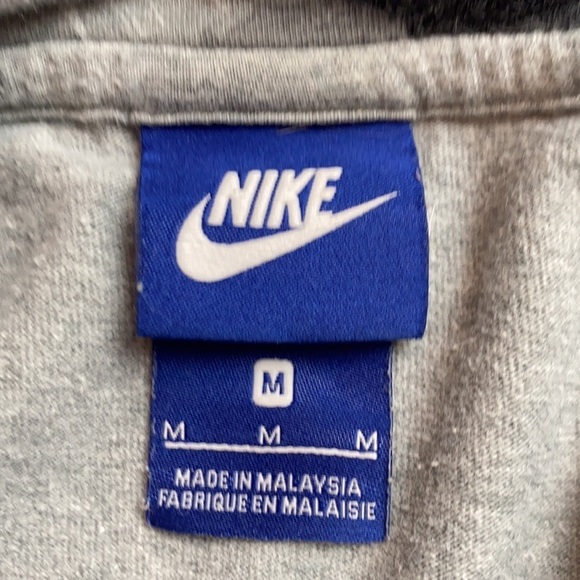 NIKE
M
M M M
MADE IN MALAYSIA
FABRIQUE EN MALAISIE